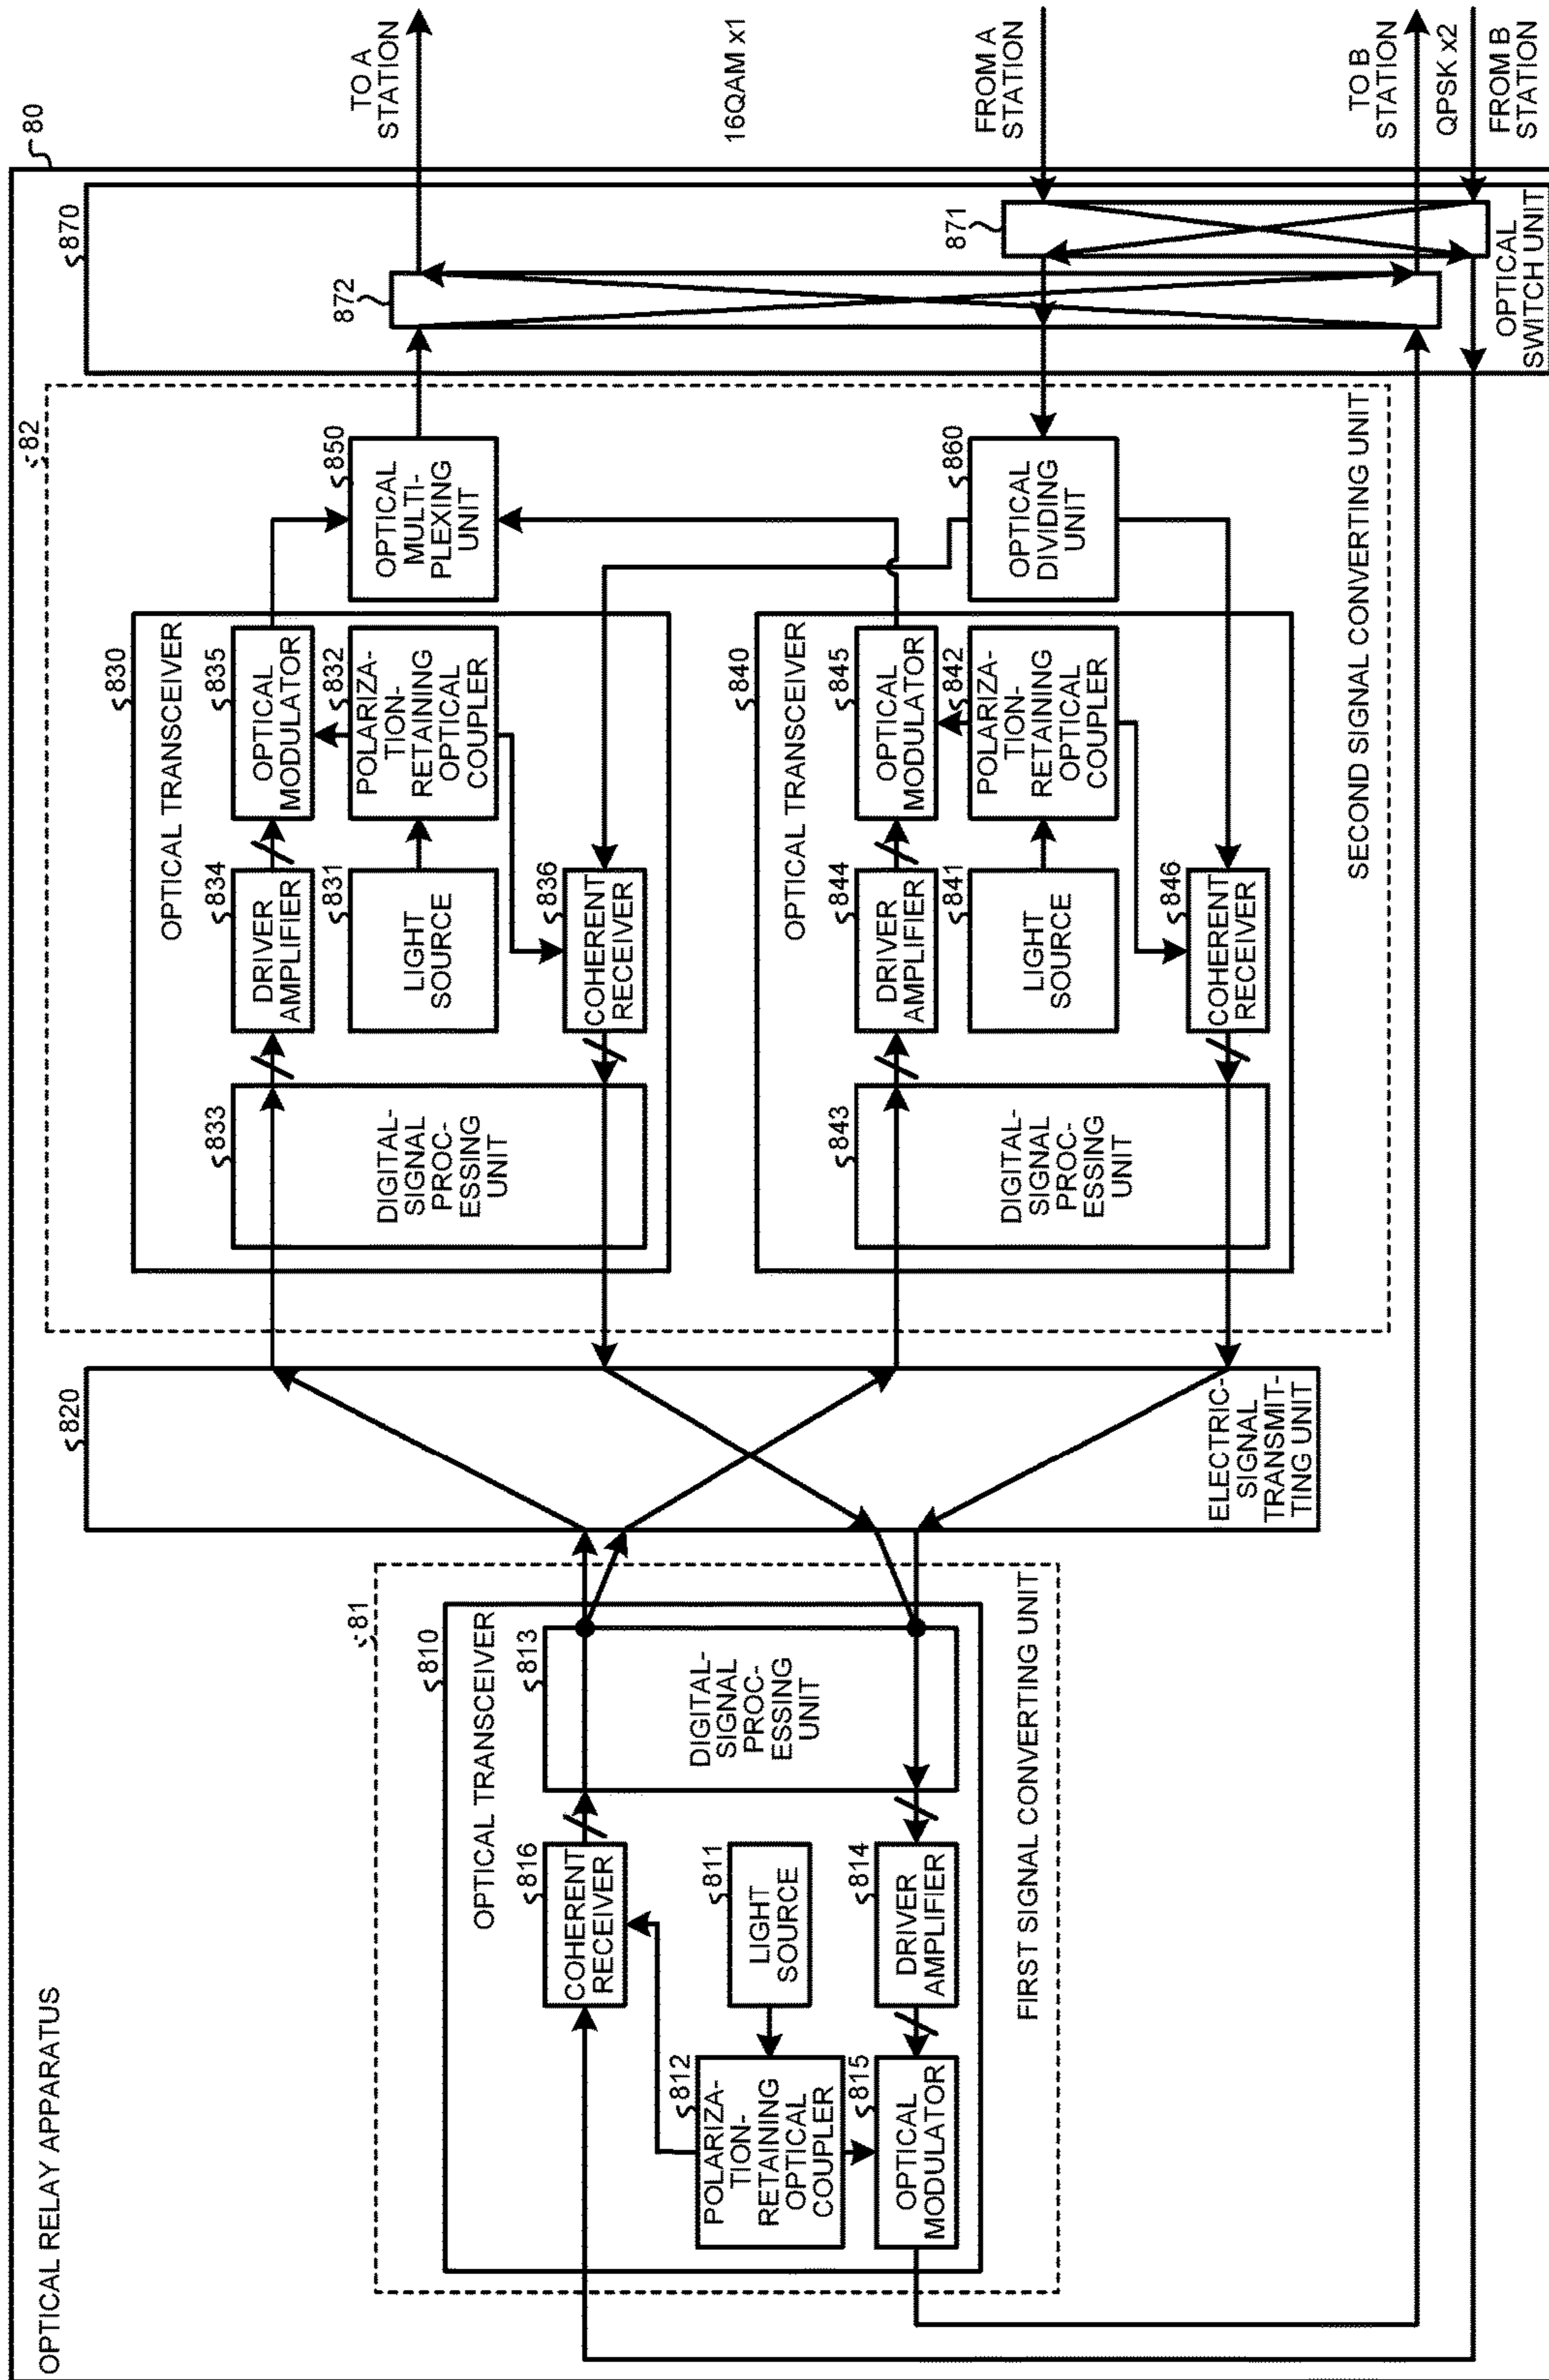 OPTICAL RELAY APPARATUS
80
81
FIRST SIGNAL CONVERTING UNIT
810
OPTICAL TRANSCEIVER
816
COHERENT
RECEIVER
812
POLARIZA-
TION-
RETAINING
OPTICAL
COUPLER
811
LIGHT
SOURCE
815
OPTICAL
MODULATOR
814
DRIVER
AMPLIFIER
813
DIGITAL-
SIGNAL
PROC-
ESSING
UNIT
820
ELECTRIC-
SIGNAL
TRANSMIT-
TING UNIT
82
SECOND SIGNAL CONVERTING UNIT
830
OPTICAL TRANSCEIVER
833
DIGITAL-
SIGNAL
PROC-
ESSING
UNIT
834
DRIVER
AMPLIFIER
835
OPTICAL
MODULATOR
831
LIGHT
SOURCE
832
POLARIZA-
TION-
RETAINING
OPTICAL
COUPLER
836
COHERENT
RECEIVER
840
OPTICAL TRANSCEIVER
843
DIGITAL-
SIGNAL
PROC-
ESSING
UNIT
844
DRIVER
AMPLIFIER
845
OPTICAL
MODULATOR
841
LIGHT
SOURCE
842
POLARIZA-
TION-
RETAINING
OPTICAL
COUPLER
846
COHERENT
RECEIVER
850
OPTICAL
MULTI-
PLEXING
UNIT
860
OPTICAL
DIVIDING
UNIT
870
872
871
OPTICAL
SWITCH UNIT
TO A
STATION
16QAM x1
FROM A
STATION
TO B
STATION
QPSK x2
FROM B
STATION